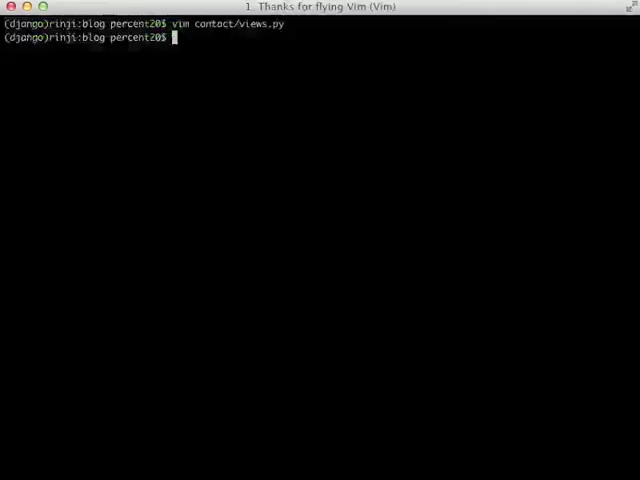 1. Thanks for flying Vim (Vim)
(django)rinji:blog percent20$ vim contact/views.py
(django)rinji:blog percent20$